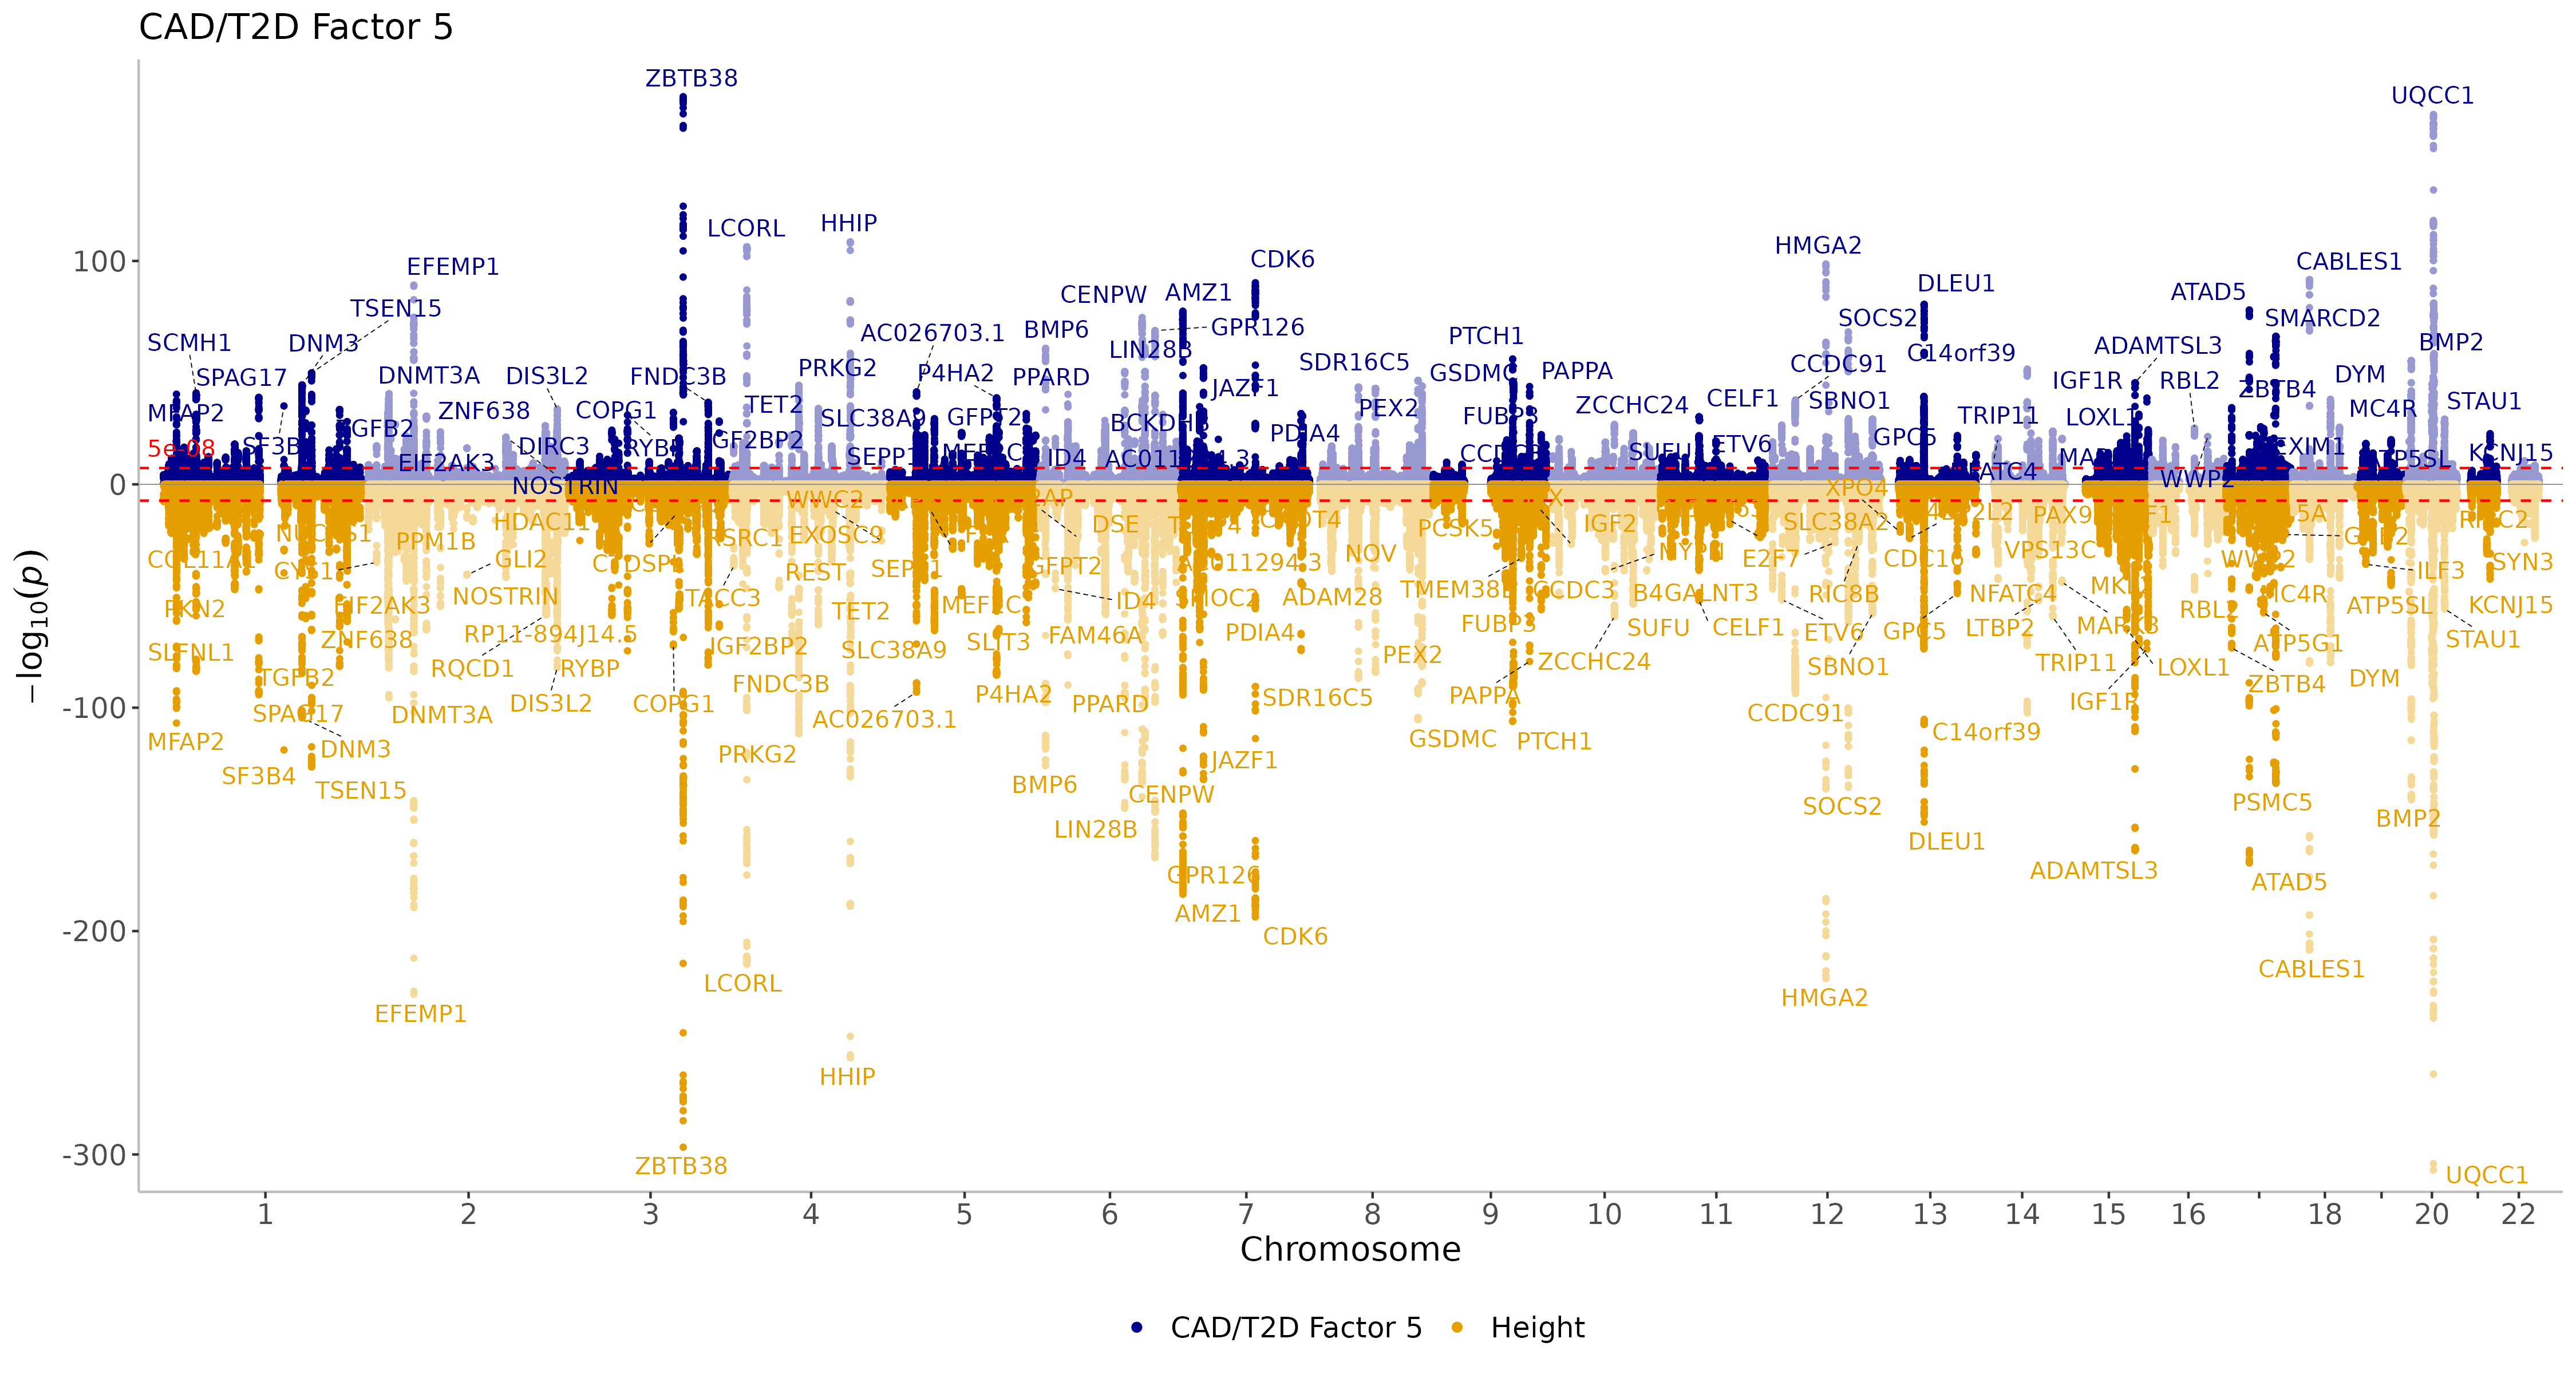 CAD/T2D Factor 5
ZBTB38
UQCC1
LCORL
HHIP
HMGA2
EFEMP1
CDK6
CABLES1
DLEU1
CENPW
AMZ1
ATAD5
TSEN15
BMP6
GPR126
SOCS2
SMARCD2
SCMH1
DNM3
AC026703.1
LIN28B
PTCH1
C14orf39
ADAMTSL3
BMP2
SPAG17
DNMT3A
DIS3L2
FNDC3B
PRKG2
P4HA2
PPARD
JAZF1
SDR16C5
GSDMC
PAPPA
CCDC91
IGF1R
RBL2
ZBTB4
DYM
MFAP2
ZNF638
COPG1
TET2
SLC38A9
GFPT2
BCKDHB
PEX2
FUBP3
ZCCHC24
CELF1
SBNO1
TRIP11
LOXL1
MC4R
STAU1
5e-08
DIRC3
PDIA4
SUFU
ETV6
GPC5
KCNJ15
EIF2AK3
SEPP1
ID4
NOSTRIN
WWP2
100
0
-100
-200
-300
−log10(p)
WWC2
XPO4
HDAC11
PPM1B
EXOSC9
DSE
IGF2
SLC38A2
PAX9
PCSK5
GLI2
NOV
E2F7
VPS13C
SYN3
ILF3
REST
GFPT2
CCDC3
CDC16
PKN2
EIF2AK3
NOSTRIN
TACC3
TET2
MEF2C
ID4
ADAM28
B4GALNT3
RIC8B
NFATC4
RBL2
ATP5SL
KCNJ15
SLFNL1
ZNF638
RP11-894J14.5
IGF2BP2
SLC38A9
SLIT3
FAM46A
PDIA4
FUBP3
SUFU
CELF1
ETV6
GPC5
LTBP2
ATP5G1
STAU1
TGFB2
RQCD1
RYBP
FNDC3B
PEX2
ZCCHC24
SBNO1
TRIP11
LOXL1
SPAG17
DNMT3A
DIS3L2
COPG1
AC026703.1
P4HA2
PPARD
SDR16C5
PAPPA
CCDC91
IGF1R
ZBTB4
DYM
MFAP2
DNM3
PRKG2
JAZF1
GSDMC
PTCH1
C14orf39
SF3B4
TSEN15
BMP6
CENPW
SOCS2
PSMC5
LIN28B
BMP2
DLEU1
GPR126
ADAMTSL3
ATAD5
AMZ1
CDK6
LCORL
CABLES1
EFEMP1
HMGA2
HHIP
ZBTB38
UQCC1
1 2 3 4 5 6 7 8 9 10 11 12 13 14 15 16 18 20 22
Chromosome
CAD/T2D Factor 5 Height